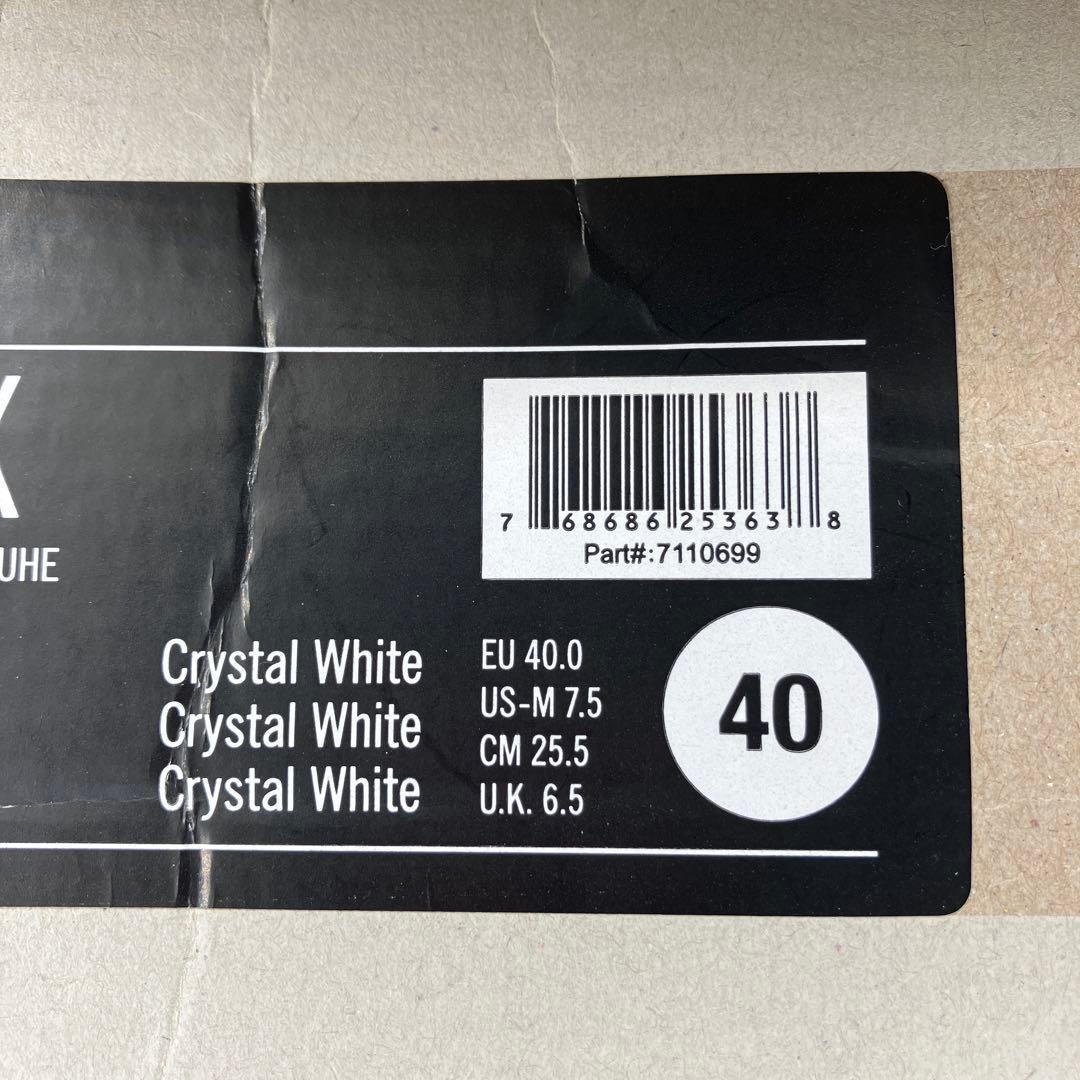 X
UHE
7 68686 25363 8
Part#:7110699
Crystal White
Crystal White
Crystal White
EU 40.0
US-M 7.5
CM 25.5
U.K. 6.5
40